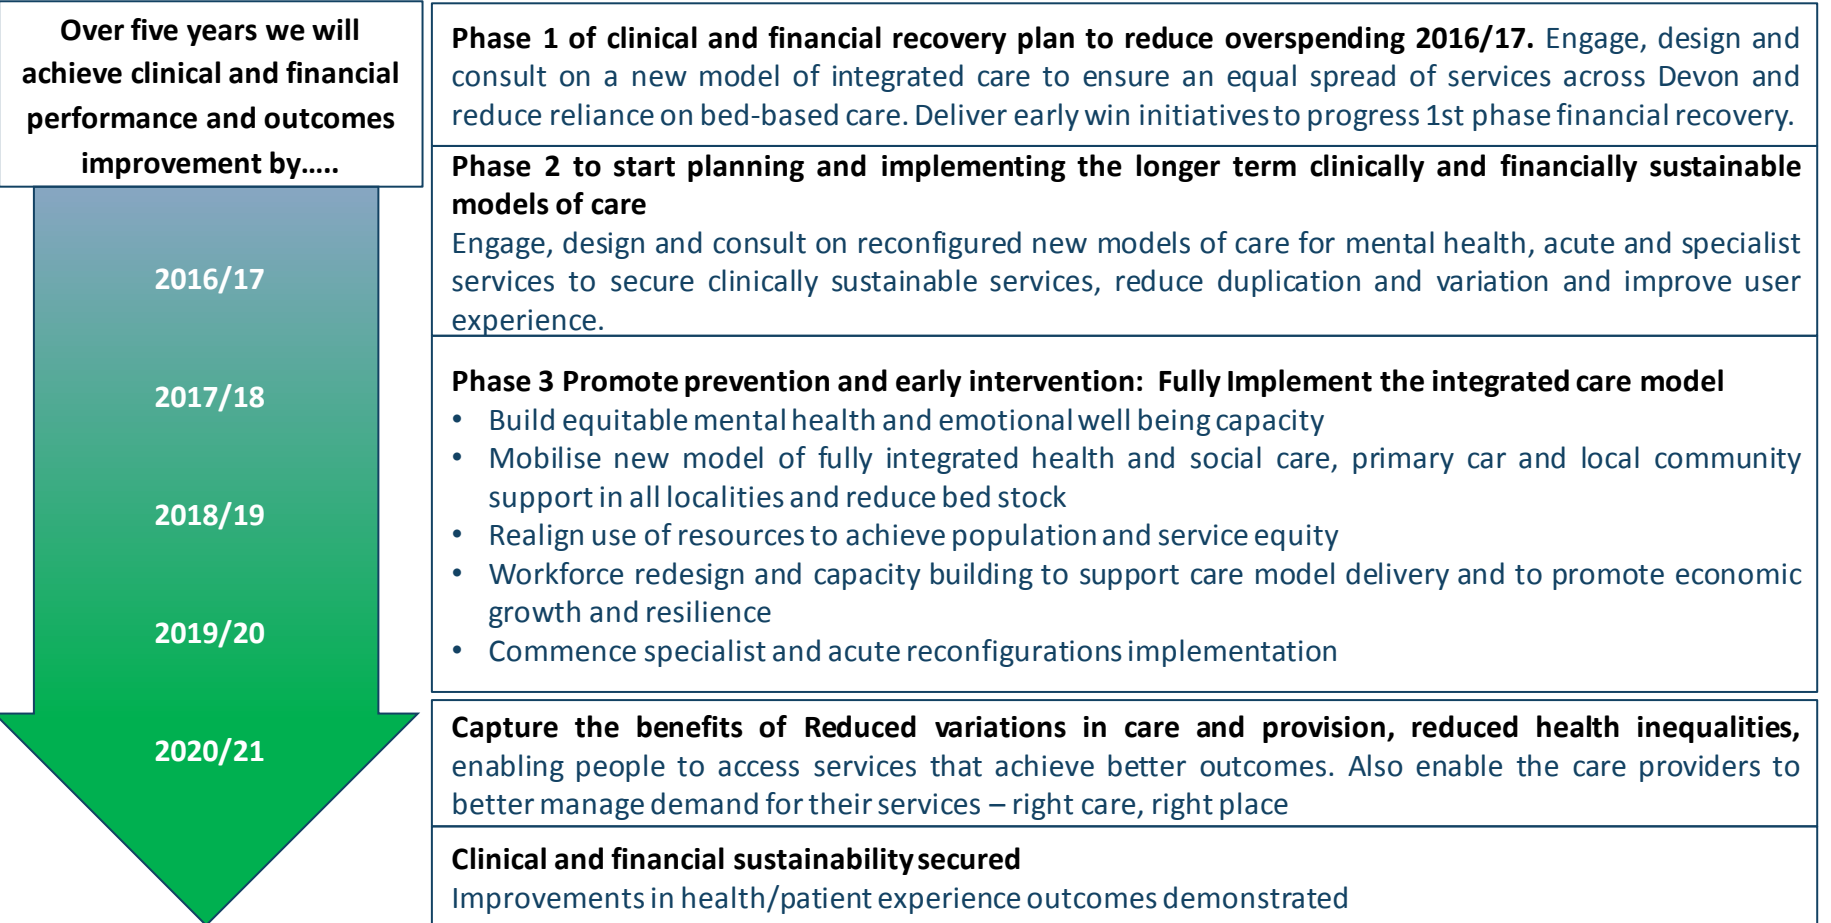 Over five years we will
achieve clinical and financial
performance and outcomes
improvement by.....
2016/17
2017/18
2018/19
2019/20
2020/21
Phase 1 of clinical and financial recovery plan to reduce overspending 2016/17. Engage, design and
consult on a new model of integrated care to ensure an equal spread of services across Devon and
reduce reliance on bed-based care. Deliver early win initiatives to progress 1st phase financial recovery.
Phase 2 to start planning and implementing the longer term clinically and financially sustainable
models of care
Engage, design and consult on reconfigured new models of care for mental health, acute and specialist
services to secure clinically sustainable services, reduce duplication and variation and improve user
experience.
Phase 3 Promote prevention and early intervention: Fully Implement the integrated care model
• Build equitable mental health and emotional well being capacity
• Mobilise new model of fully integrated health and social care, primary car and local community
support in all localities and reduce bed stock
• Realign use of resources to achieve population and service equity
• Workforce redesign and capacity building to support care model delivery and to promote economic
growth and resilience
• Commence specialist and acute reconfigurations implementation
Capture the benefits of Reduced variations in care and provision, reduced health inequalities,
enabling people to access services that achieve better outcomes. Also enable the care providers to
better manage demand for their services – right care, right place
Clinical and financial sustainability secured
Improvements in health/patient experience outcomes demonstrated